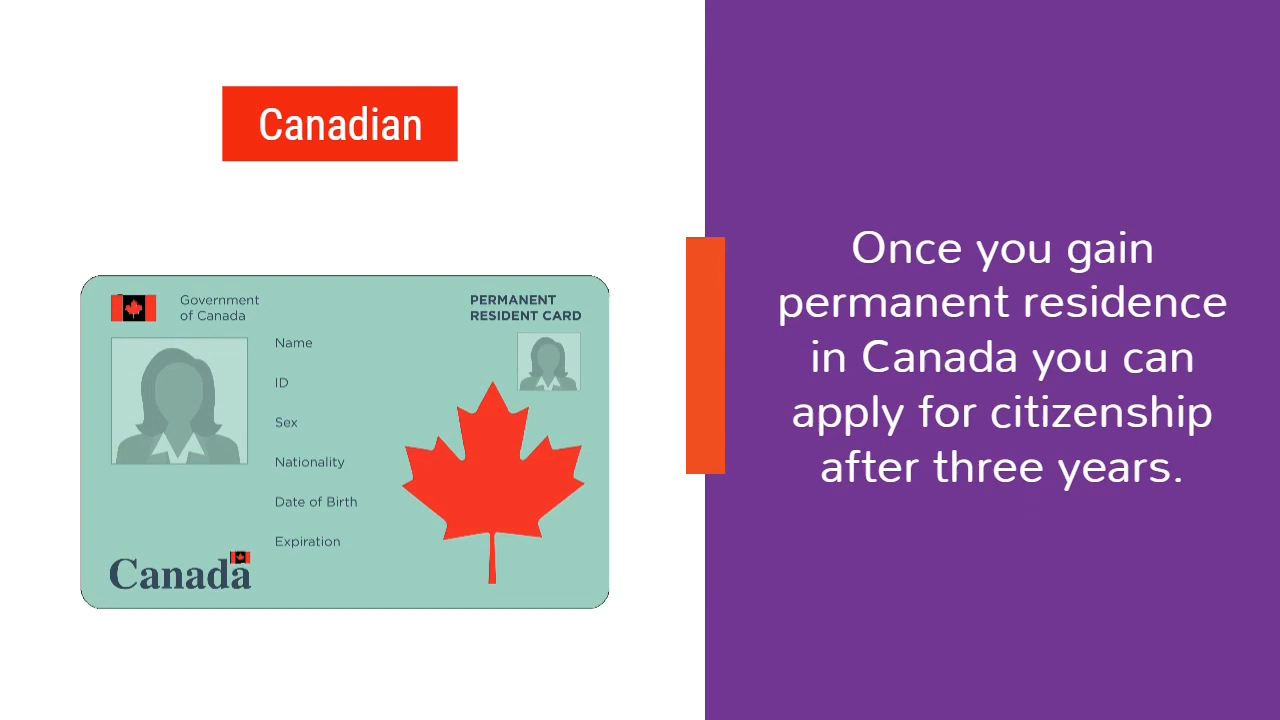 Canadian
Government
of Canada
PERMANENT
RESIDENT CARD
Name
ID
Sex
Nationality
Date of Birth
Expiration
Canada
Once you gain
permanent residence
in Canada you can
apply for citizenship
after three years.